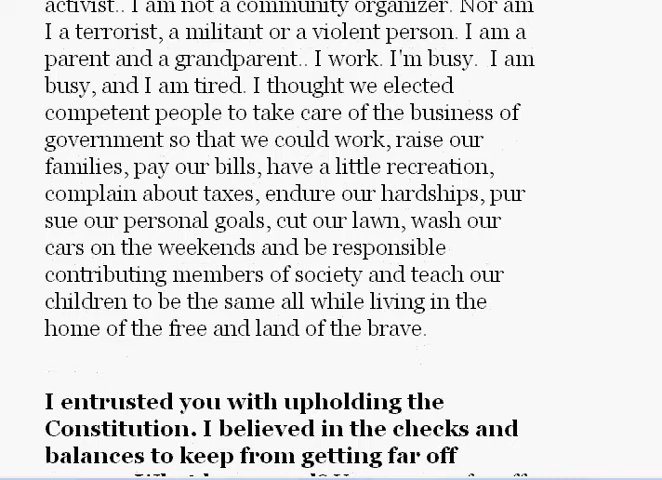 activist.. I am not a community organizer. Nor am
I a terrorist, a militant or a violent person. I am a
parent and a grandparent.. I work. I'm busy.  I am
busy, and I am tired. I thought we elected
competent people to take care of the business of
government so that we could work, raise our
families, pay our bills, have a little recreation,
complain about taxes, endure our hardships, pur
sue our personal goals, cut our lawn, wash our
cars on the weekends and be responsible
contributing members of society and teach our
children to be the same all while living in the
home of the free and land of the brave.
I entrusted you with upholding the
Constitution. I believed in the checks and
balances to keep from getting far off